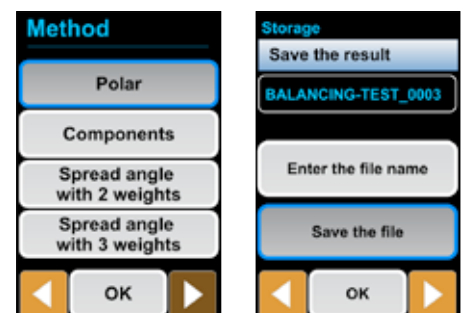 Method
Polar
Components
Spread angle
with 2 weights
Spread angle
with 3 weights
OK
Storage
Save the result
BALANCING-TEST_0003
Enter the file name
Save the file
OK